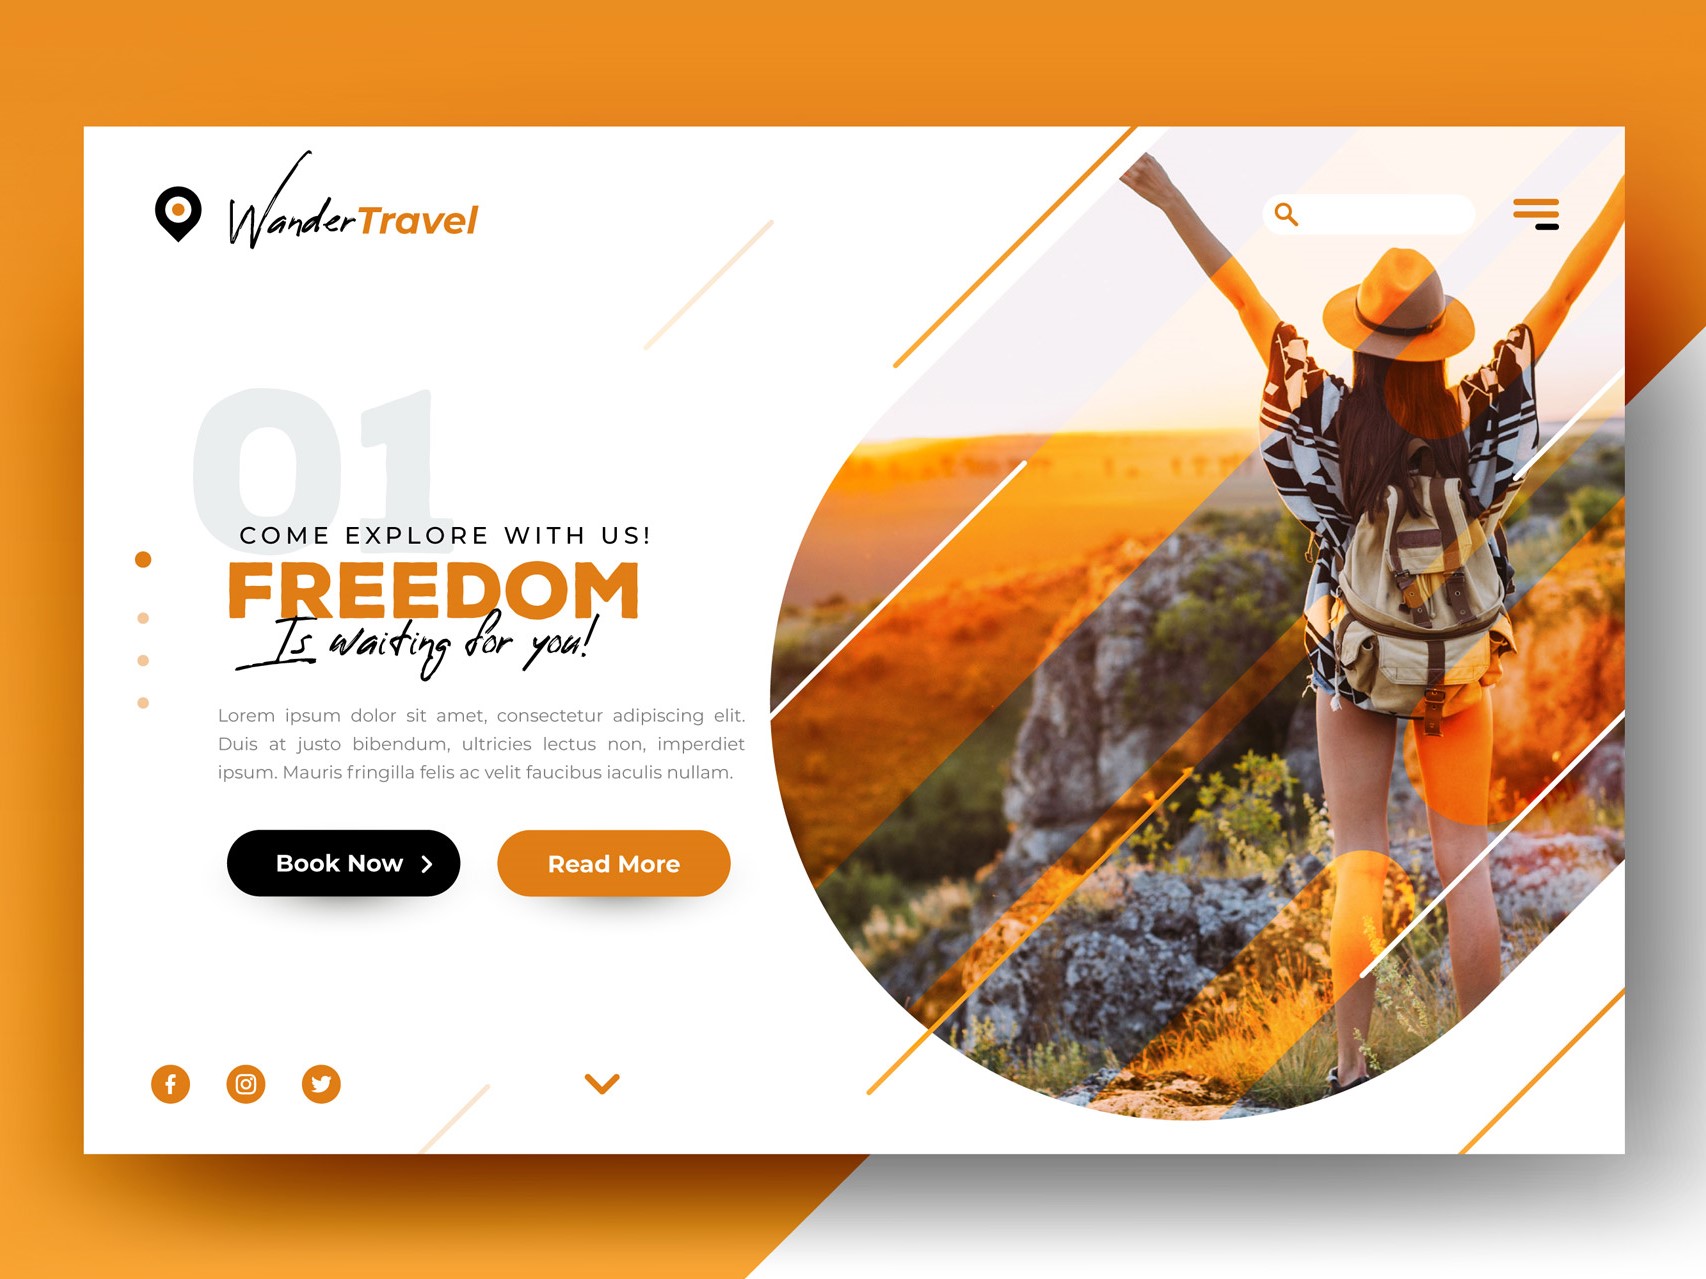 WanderTravel
01
COME EXPLORE WITH US!
FREEDOM
Is waiting for you!
Lorem ipsum dolor sit amet, consectetur adipiscing elit.
Duis at justo bibendum, ultricies lectus non, imperdiet
ipsum. Mauris fringilla felis ac velit faucibus iaculis nullam.
Book Now
Read More